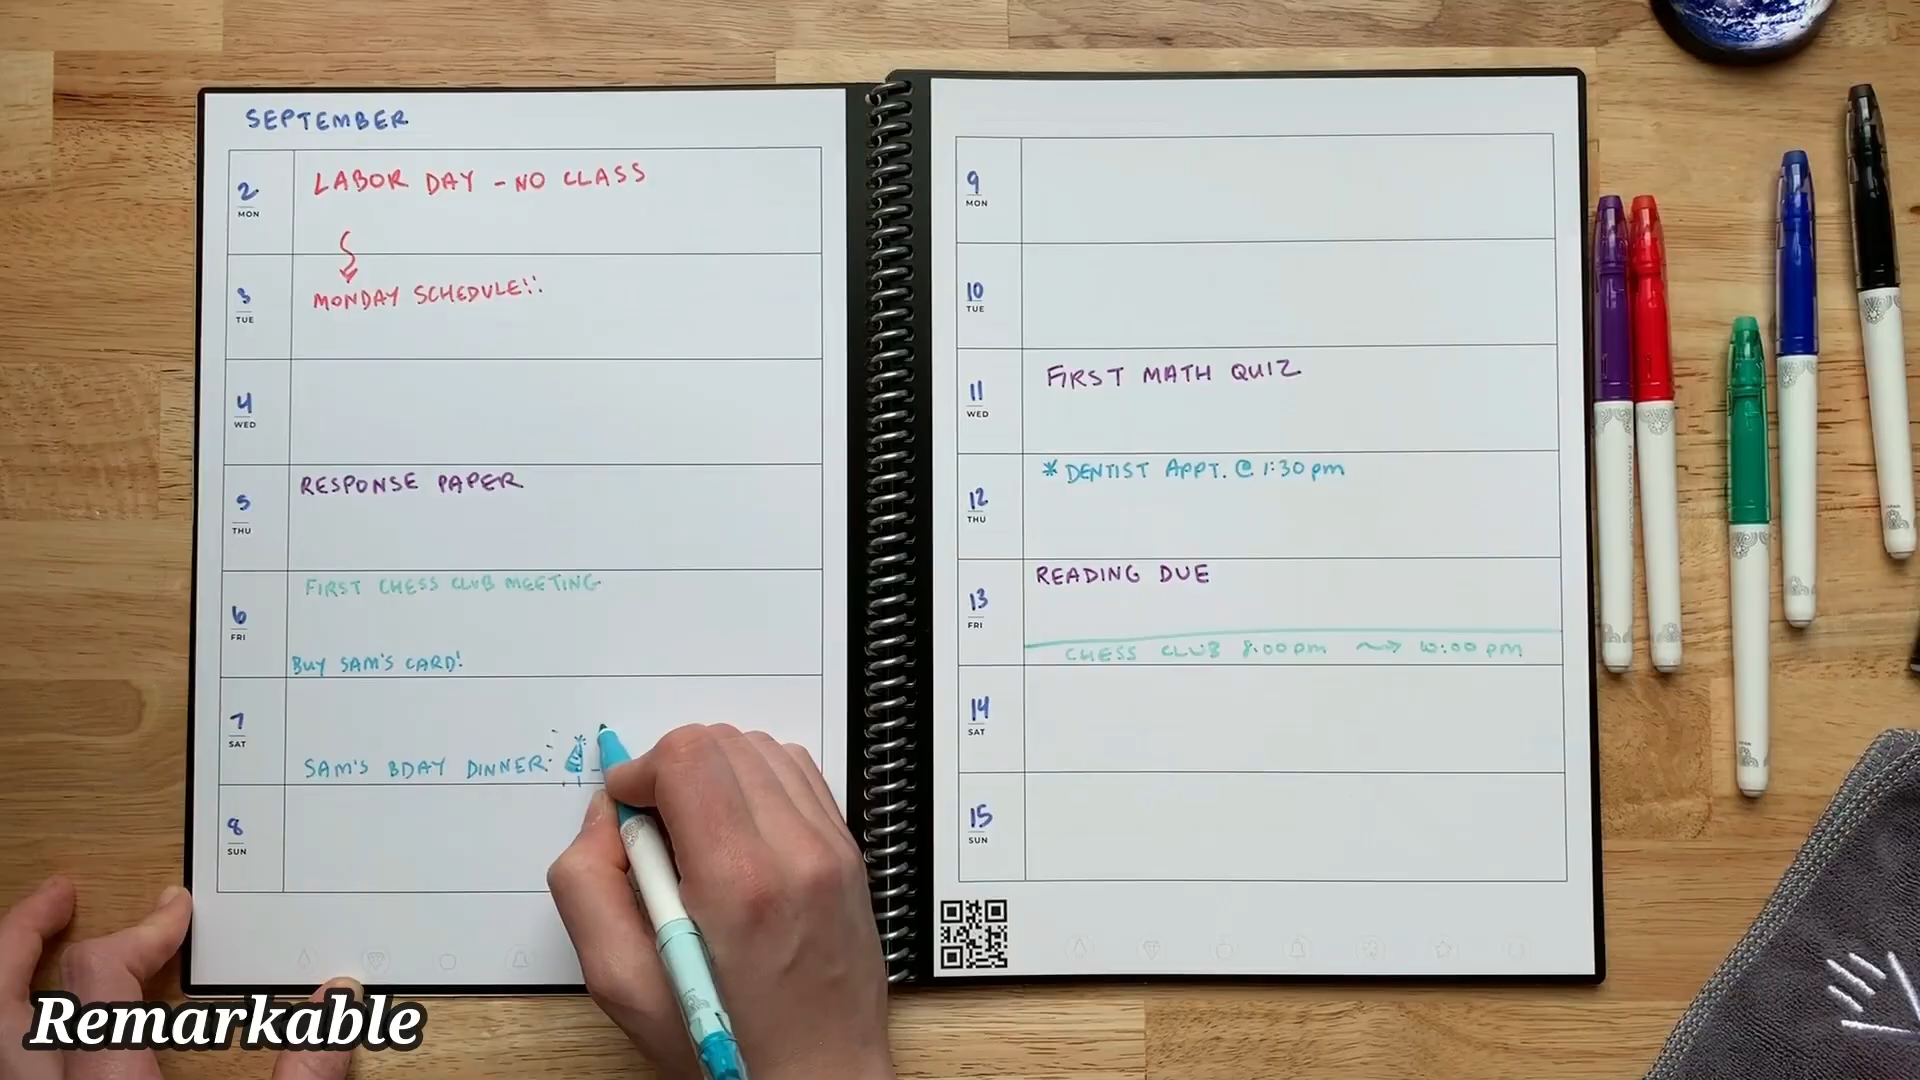 SEPTEMBER
2
MON
LABOR DAY - NO CLASS
3
TUE
MONDAY SCHEDULE!!
4
WED
5
THU
RESPONSE PAPER
6
FRI
FIRST CHESS CLUB MEETING
BUY SAM'S CARD!
7
SAT
SAM'S BDAY DINNER
8
SUN
9
MON
10
TUE
11
WED
FIRST MATH QUIZ
12
THU
* DENTIST APPT. @ 1:30 pm
13
FRI
READING DUE
CHESS CLUB 8:00 pm ~> 10:00 pm
14
SAT
15
SUN
Remarkable